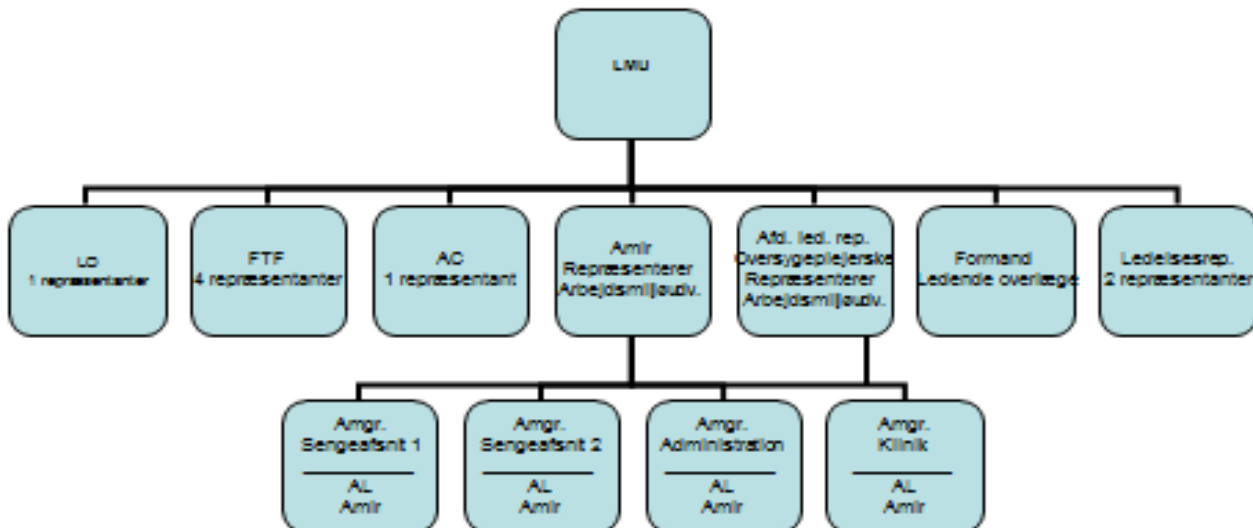 LMU
LO
1 repræsentanter
FTF
4 repræsentanter
AC
1 repræsentant
Amir
Repræsenterer
Arbejdsmiljøudv.
Afd. led. rep.
Oversygeplejerske
Repræsenterer
Arbejdsmiljøudv.
Formand
Ledende overlæge
Ledelsesrep.
2 repræsentanter
Amgr.
Sengeafsnit 1
AL
Amir
Amgr.
Sengeafsnit 2
AL
Amir
Amgr.
Administration
AL
Amir
Amgr.
Klinik
AL
Amir